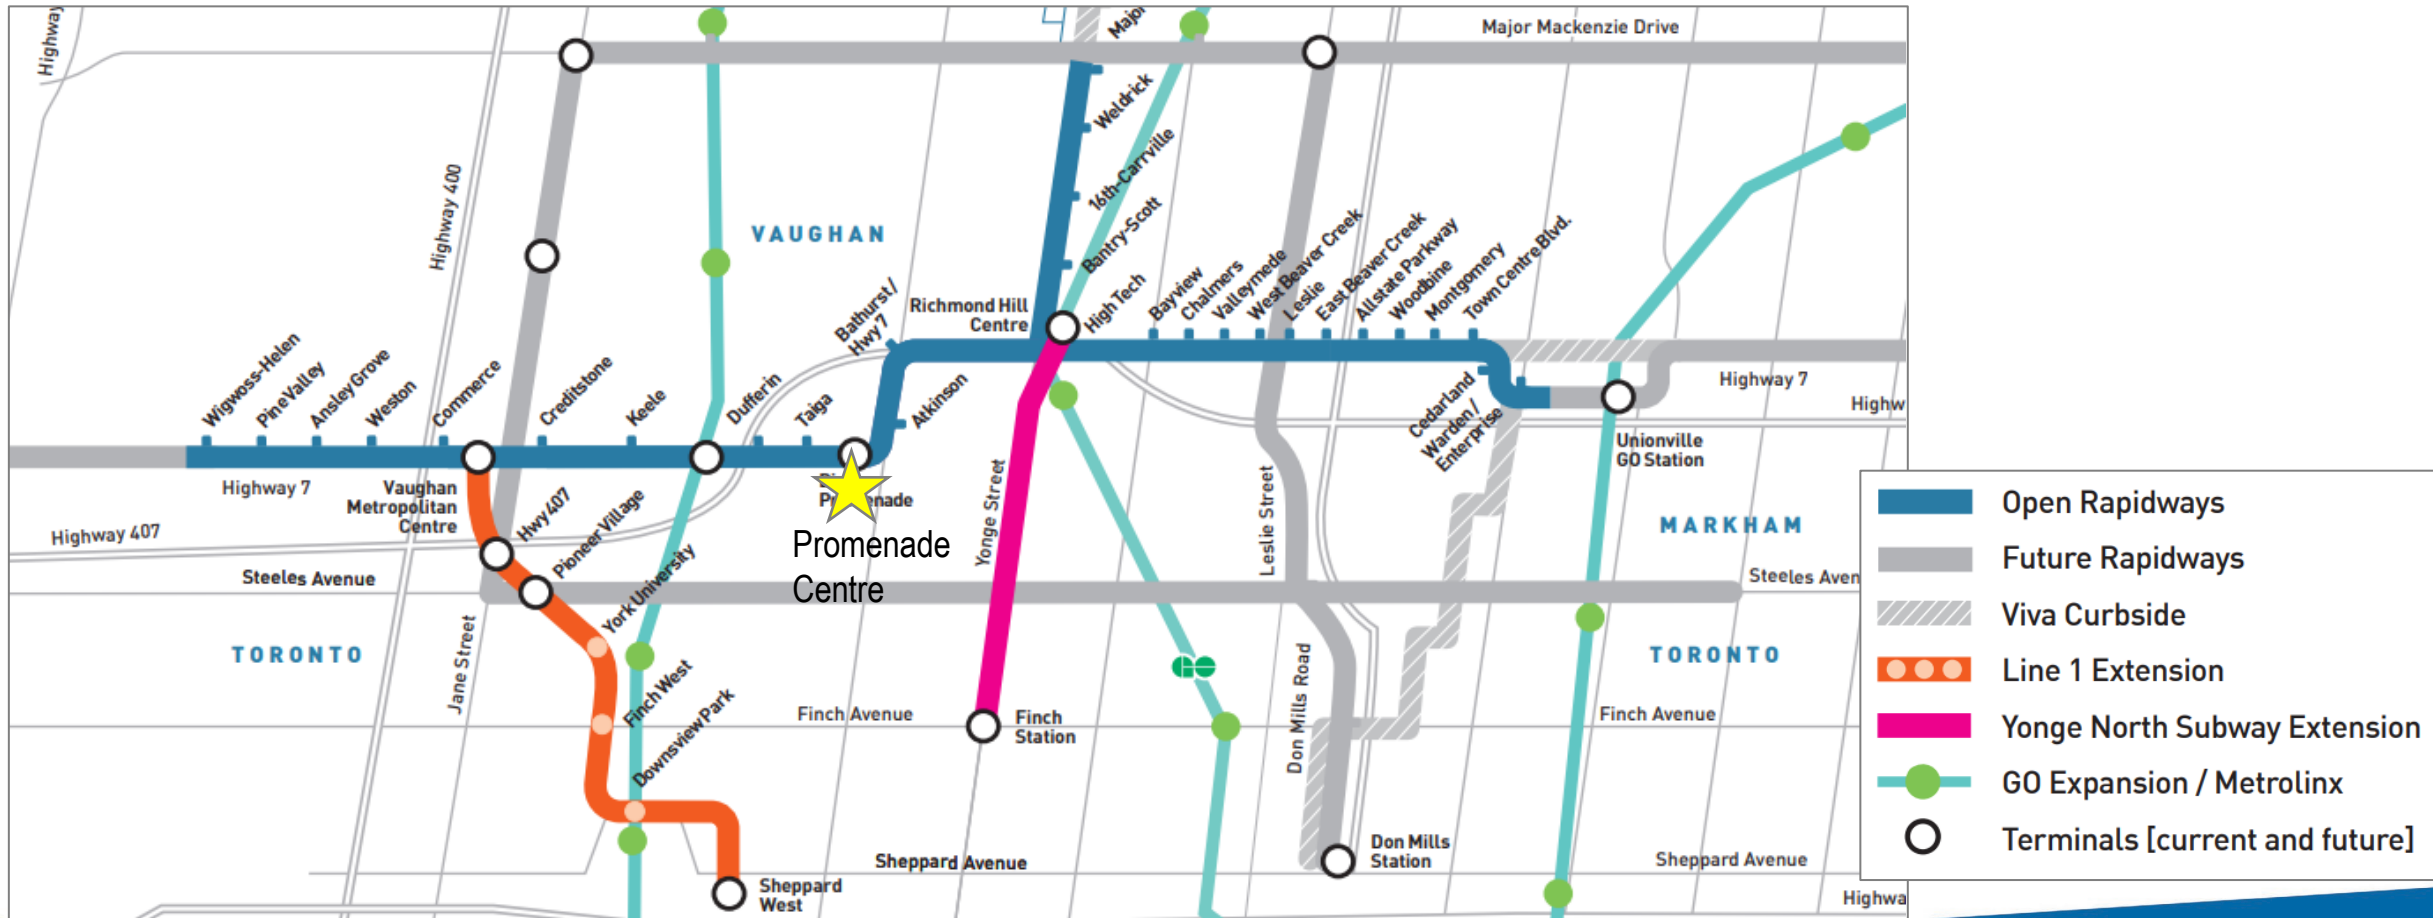 Major Mackenzie Drive
Major
Highway
Weldrick
Highway 400
16th-Carrville
VAUGHAN
Bantry-Scott
Bathurst/
Hwy 7
Richmond Hill
Centre
High Tech
Bayview
Chalmers
Valleymede
West Beaver Creek
Leslie
East Beaver Creek
Allstate Parkway
Woodbine
Montgomery
Town Centre Blvd.
Wigwoss-Helen
Pine Valley
Ansley Grove
Weston
Commerce
Creditstone
Keele
Dufferin
Taiga
Atkinson
Cedarland
Warden/
Enterprise
Highway 7
Highw
Unionville
GO Station
Highway 7
Vaughan
Metropolitan
Centre
Hwy 407
Pioneer Village
Promenade
Centre
Yonge Street
Leslie Street
MARKHAM
Highway 407
Steeles Avenue
Steeles Aven
York University
TORONTO
TORONTO
Jane Street
Finch West
Downsview Park
Finch Avenue
Finch
Station
Don Mills Road
Finch Avenue
Sheppard Avenue
Don Mills
Station
Sheppard Avenue
Sheppard
West
Highwa
Open Rapidways
Future Rapidways
Viva Curbside
Line 1 Extension
Yonge North Subway Extension
GO Expansion / Metrolinx
Terminals [current and future]